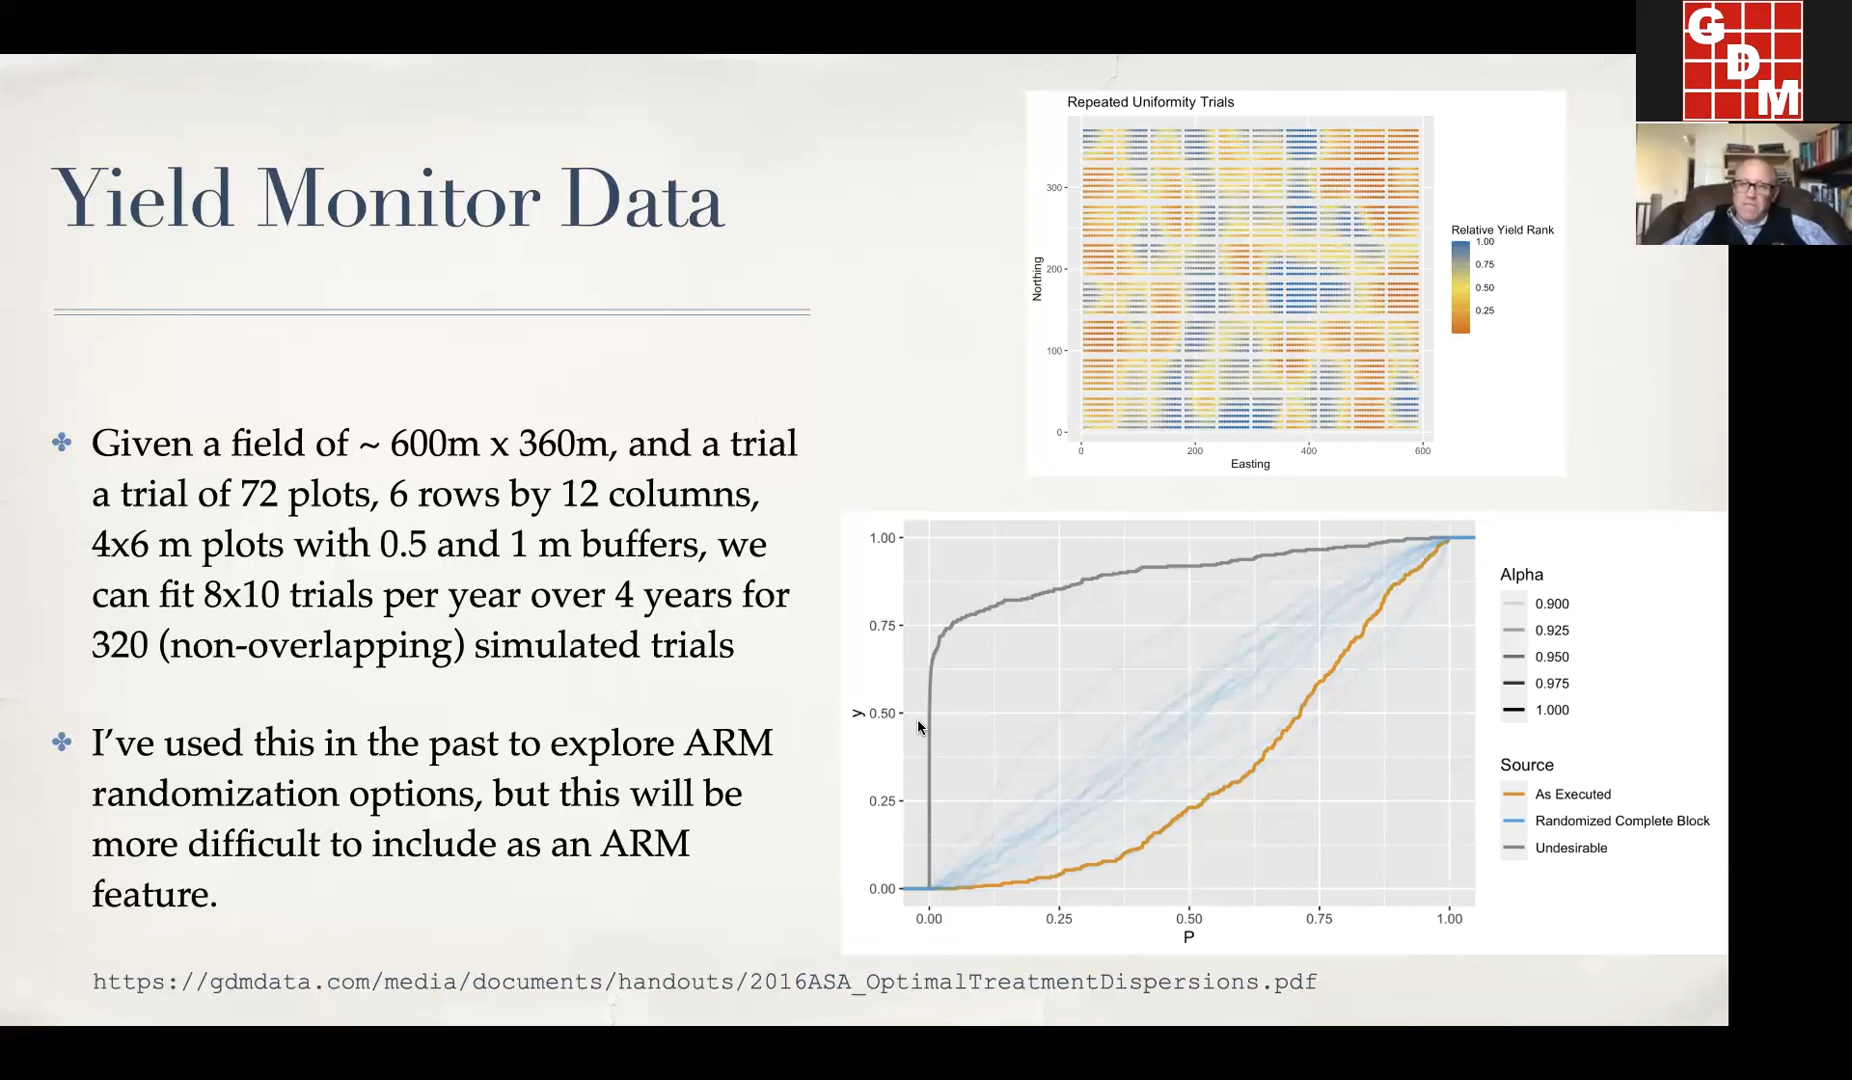 G
D
M
Yield Monitor Data
Given a field of ~ 600m x 360m, and a trial
a trial of 72 plots, 6 rows by 12 columns,
4x6 m plots with 0.5 and 1 m buffers, we
can fit 8x10 trials per year over 4 years for
320 (non-overlapping) simulated trials
I’ve used this in the past to explore ARM
randomization options, but this will be
more difficult to include as an ARM
feature.
https://gdmdata.com/media/documents/handouts/2016ASA_OptimalTreatmentDispersions.pdf
Repeated Uniformity Trials
Northing
300
200
100
0
0 200 400 600
Easting
Relative Yield Rank
1.00
0.75
0.50
0.25
y
1.00
0.75
0.50
0.25
0.00
0.00 0.25 0.50 0.75 1.00
P
Alpha
0.900
0.925
0.950
0.975
1.000
Source
As Executed
Randomized Complete Block
Undesirable